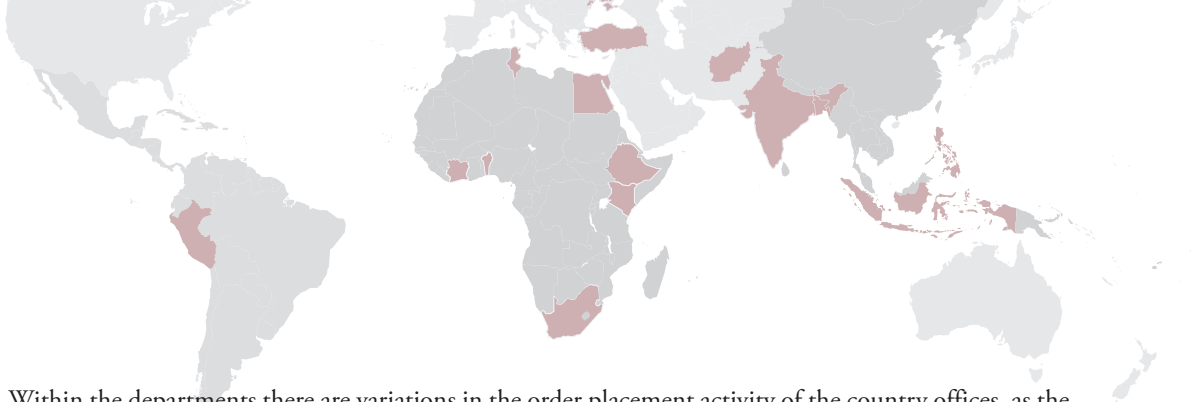 Within the departments there are variations in the order placement activity of the country offices, as the